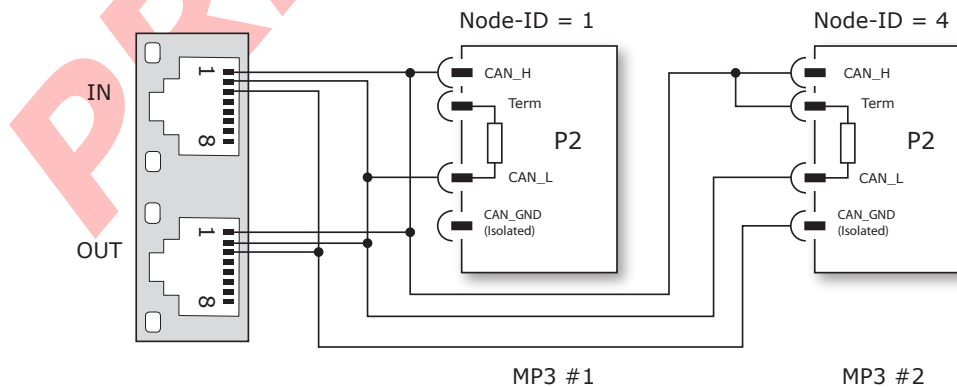 Node-ID = 1
Node-ID = 4
IN
1
8
OUT
1
8
CAN_H
Term
P2
CAN_L
CAN_GND
(Isolated)
CAN_H
Term
P2
CAN_L
CAN_GND
(Isolated)
MP3 #1
MP3 #2